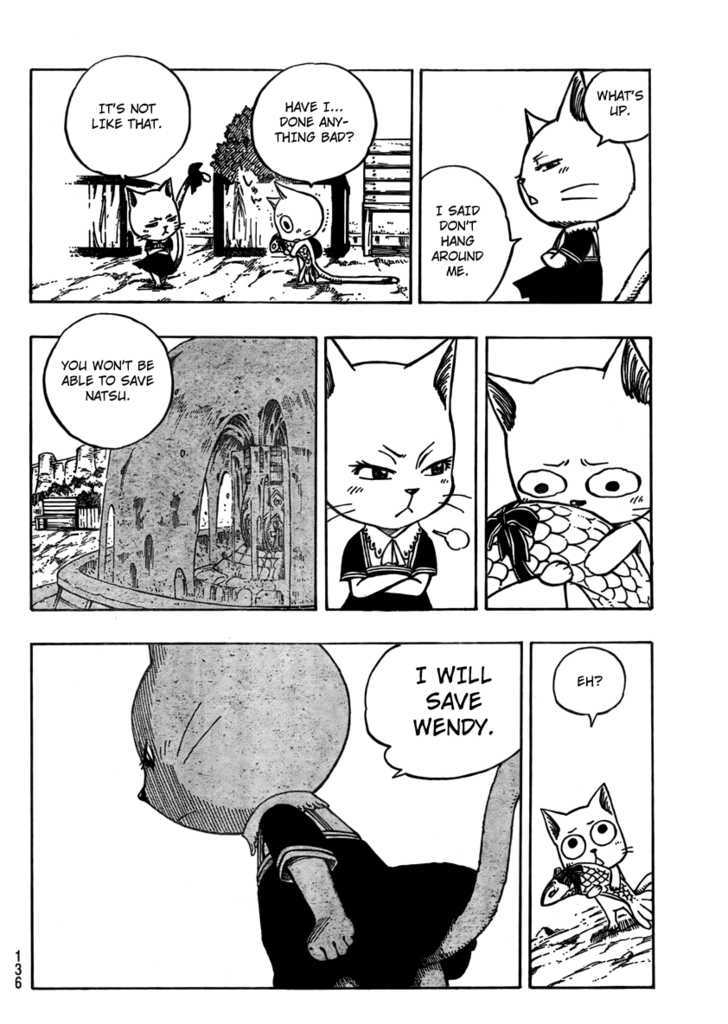 WHAT'S
UP.
I SAID
DON'T
HANG
AROUND
ME.
HAVE I...
DONE ANY-
THING BAD?
IT'S NOT
LIKE THAT.
YOU WON'T BE
ABLE TO SAVE
NATSU.
EH?
I WILL
SAVE
WENDY.
136